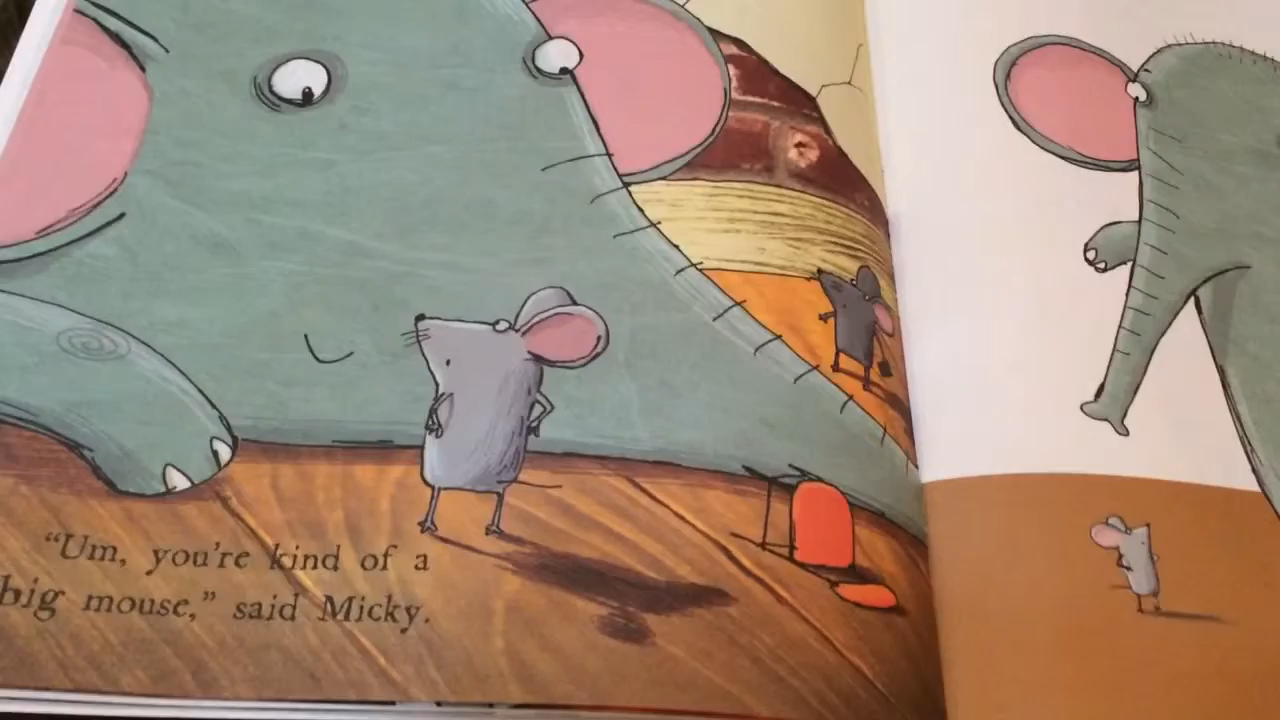 “Um, you’re kind of a
big mouse,” said Micky.